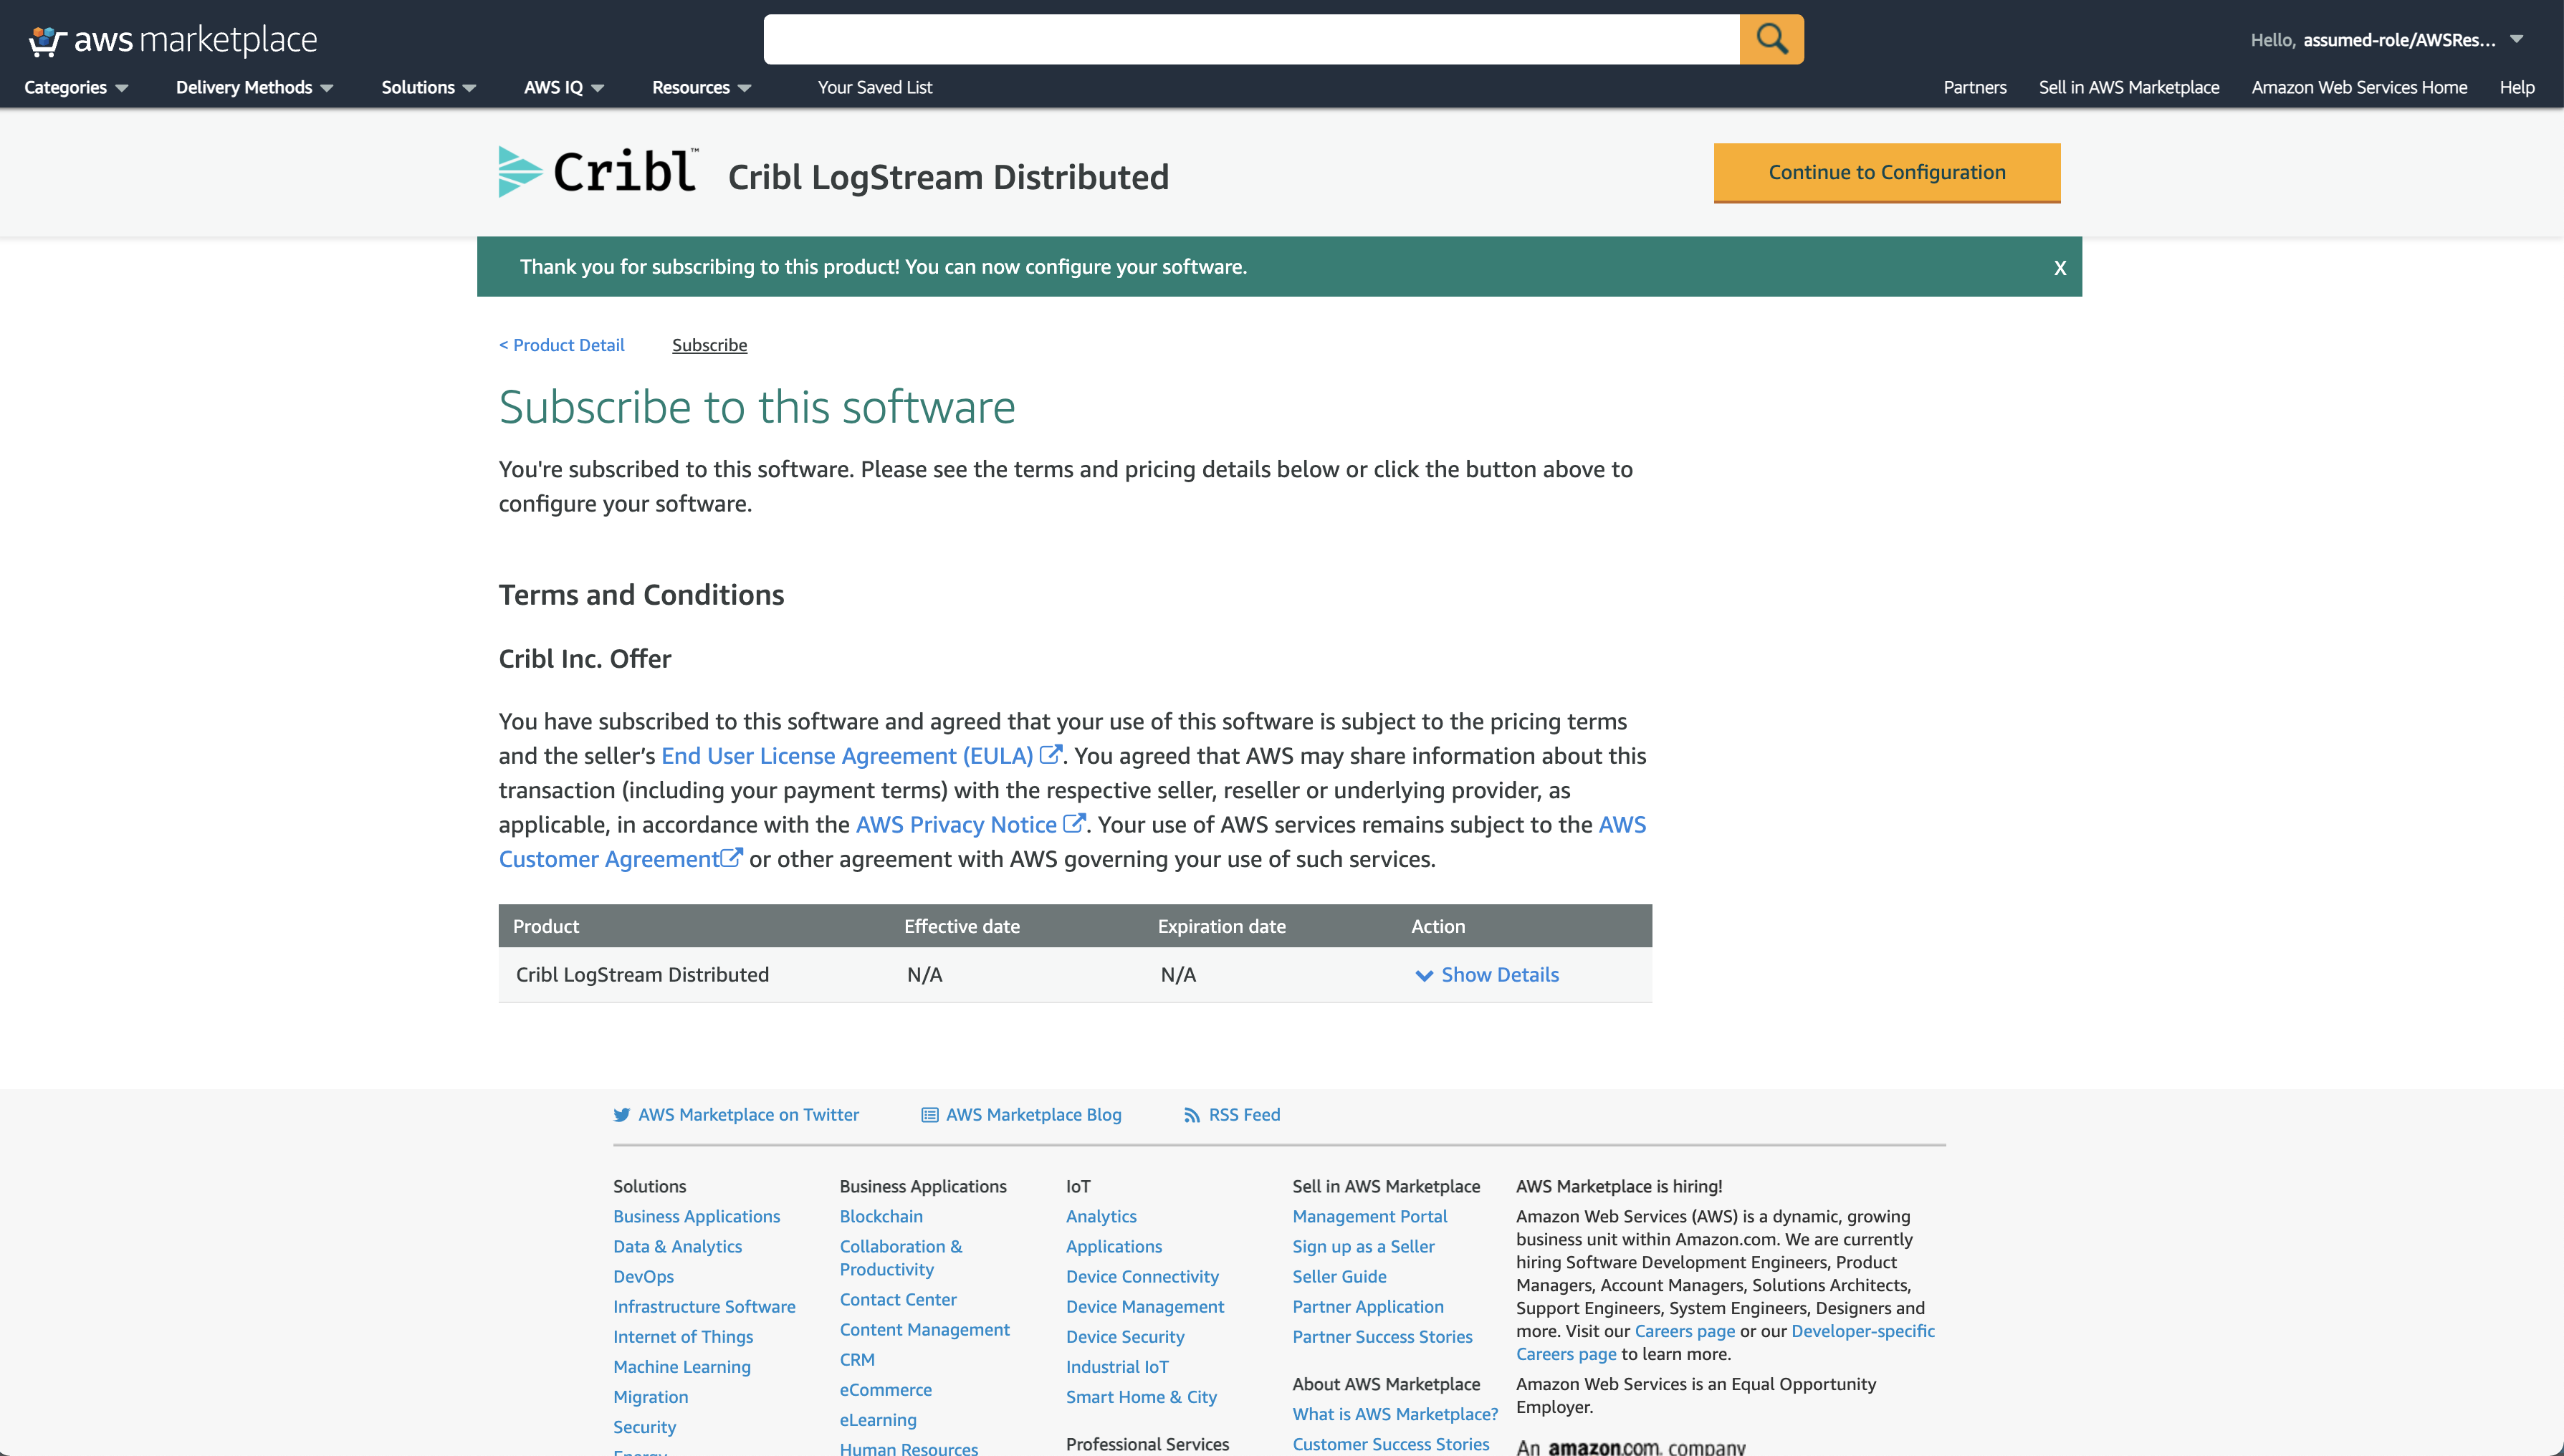 aws marketplace
Hello, assumed-role/AWSRes...
Categories
Delivery Methods
Solutions
AWS IQ
Resources
Your Saved List
Partners
Sell in AWS Marketplace
Amazon Web Services Home
Help
Cribl™
Cribl LogStream Distributed
Continue to Configuration
Thank you for subscribing to this product! You can now configure your software.
X
< Product Detail
Subscribe
Subscribe to this software
You're subscribed to this software. Please see the terms and pricing details below or click the button above to
configure your software.
Terms and Conditions
Cribl Inc. Offer
You have subscribed to this software and agreed that your use of this software is subject to the pricing terms
and the seller’s End User License Agreement (EULA). You agreed that AWS may share information about this
transaction (including your payment terms) with the respective seller, reseller or underlying provider, as
applicable, in accordance with the AWS Privacy Notice. Your use of AWS services remains subject to the AWS
Customer Agreement or other agreement with AWS governing your use of such services.
Product Effective date Expiration date Action
Cribl LogStream Distributed N/A N/A Show Details
AWS Marketplace on Twitter
AWS Marketplace Blog
RSS Feed
Solutions
Business Applications
Data & Analytics
DevOps
Infrastructure Software
Internet of Things
Machine Learning
Migration
Security
Energy
Business Applications
Blockchain
Collaboration &
Productivity
Contact Center
Content Management
CRM
eCommerce
eLearning
Human Resources
IoT
Analytics
Applications
Device Connectivity
Device Management
Device Security
Industrial IoT
Smart Home & City
Professional Services
Sell in AWS Marketplace
Management Portal
Sign up as a Seller
Seller Guide
Partner Application
Partner Success Stories
About AWS Marketplace
What is AWS Marketplace?
Customer Success Stories
AWS Marketplace is hiring!
Amazon Web Services (AWS) is a dynamic, growing
business unit within Amazon.com. We are currently
hiring Software Development Engineers, Product
Managers, Account Managers, Solutions Architects,
Support Engineers, System Engineers, Designers and
more. Visit our Careers page or our Developer-specific
Careers page to learn more.
Amazon Web Services is an Equal Opportunity
Employer.
An amazon.com. company